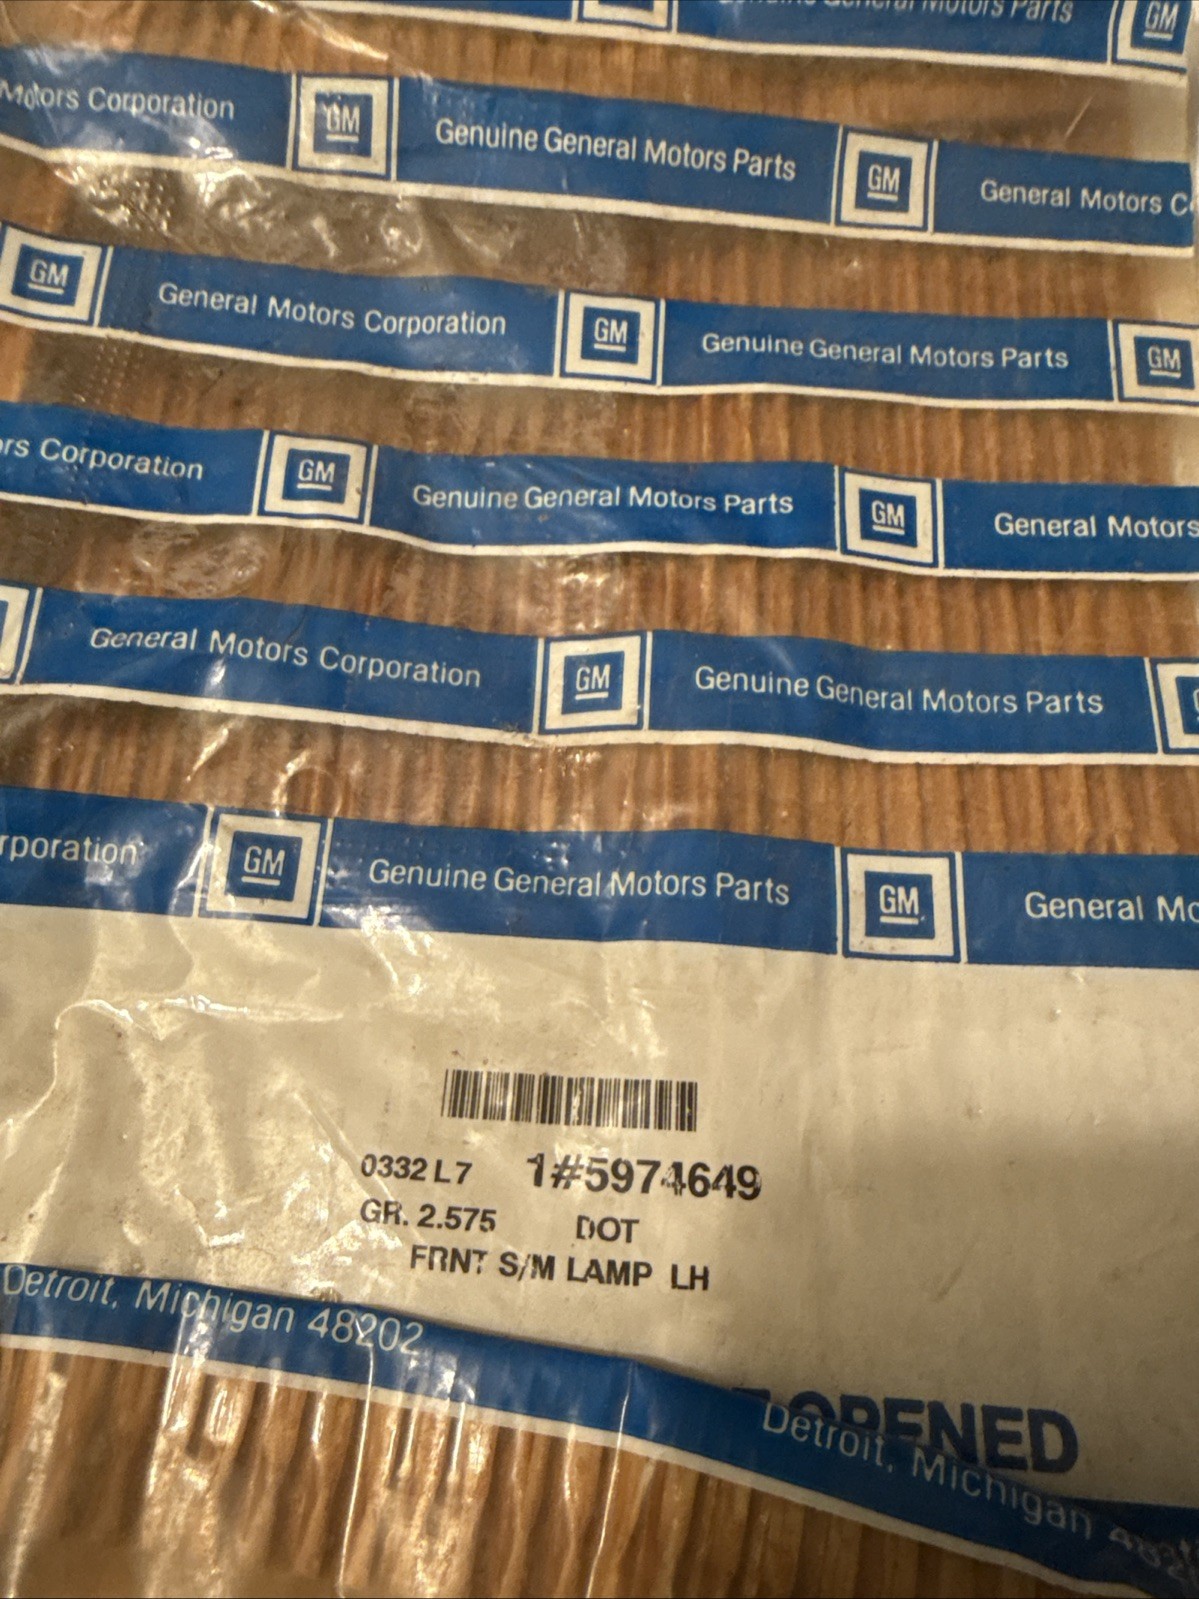 Genuine General Motors Parts GM
Motors Corporation GM Genuine General Motors Parts GM General Motors
GM General Motors Corporation GM Genuine General Motors Parts GM
Corporation GM Genuine General Motors Parts GM General Motors
General Motors Corporation GM Genuine General Motors Parts
rporation GM Genuine General Motors Parts GM General Mo
0332 L7 1#5974649
GR. 2.575 DOT
FRNT S/M LAMP LH
Detroit, Michigan 48202
OPENED
Detroit, Michigan